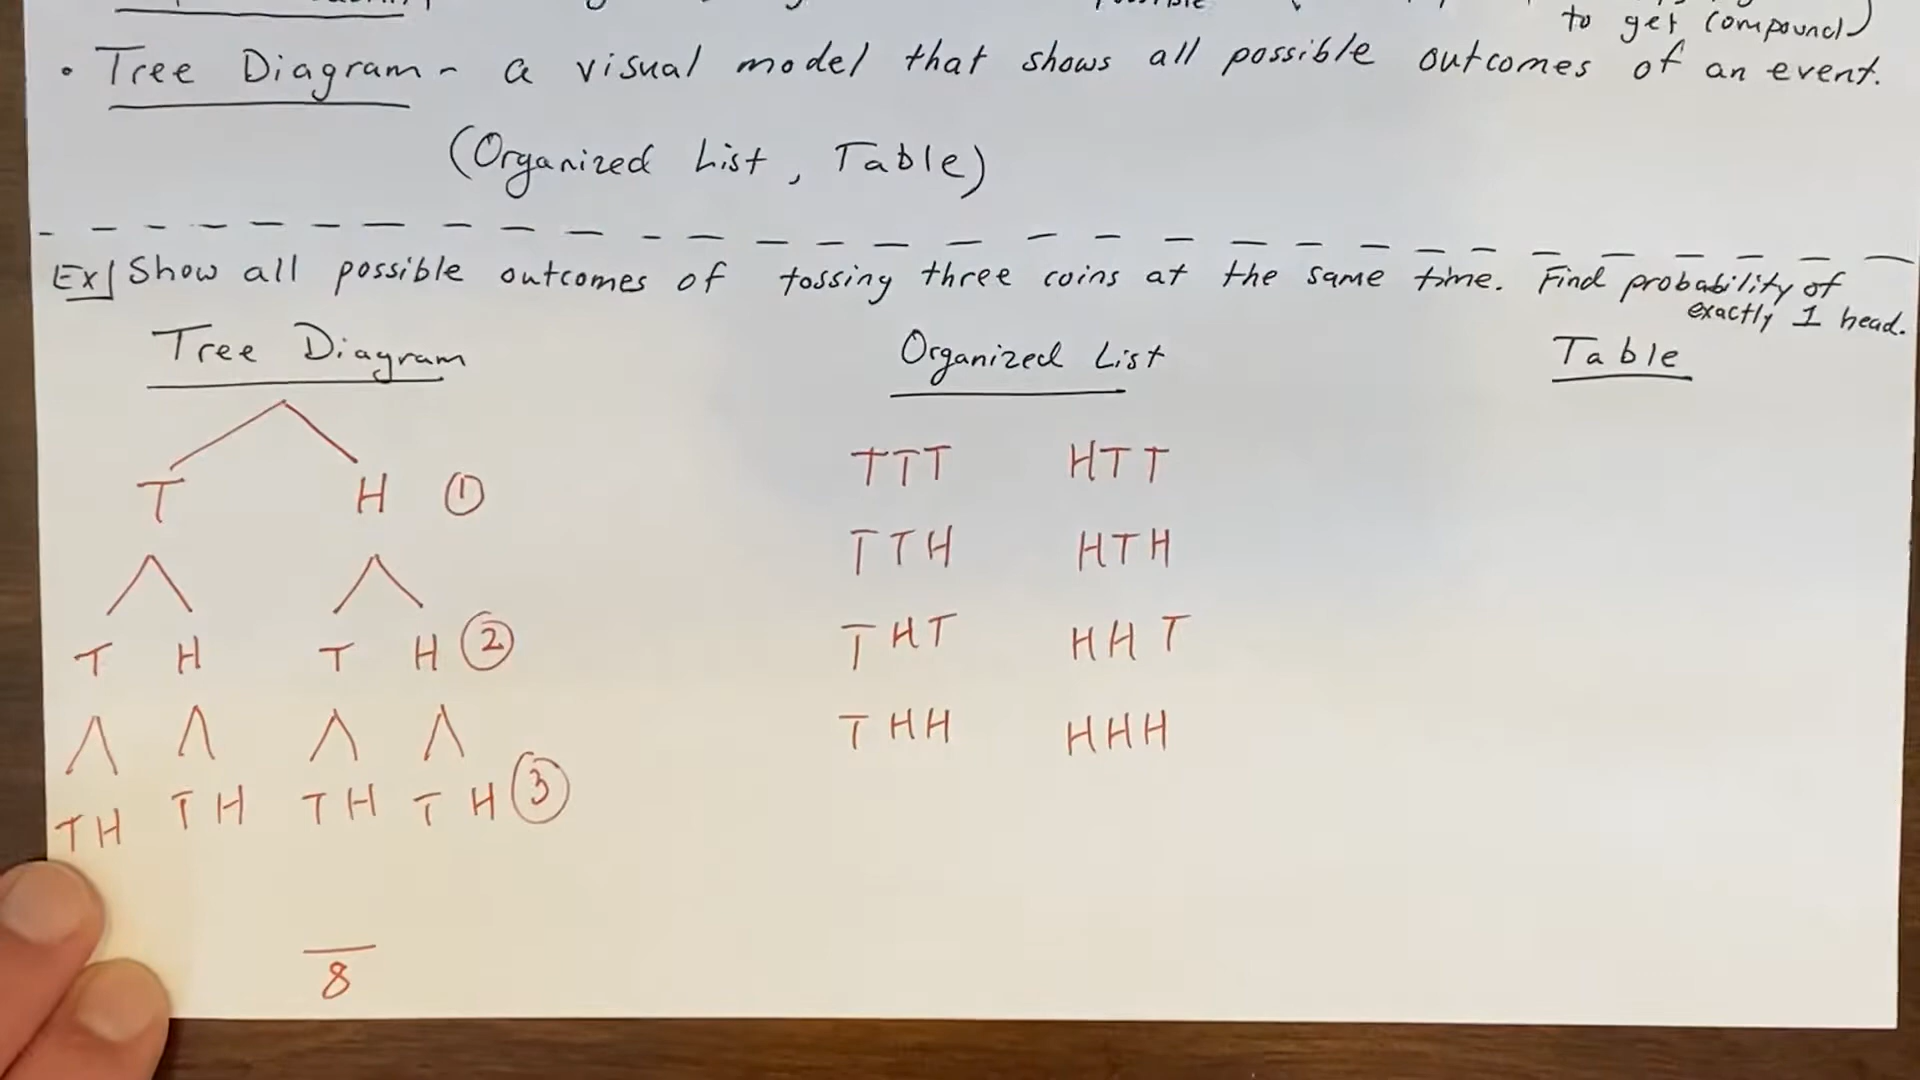 to get compound)
• Tree Diagram - a visual model that shows all possible outcomes of an event.
(Organized List, Table)
Ex| Show all possible outcomes of tossing three coins at the same time. Find probability of
exactly 1 head.
Tree Diagram
T H ①
T H T H ②
TH TH TH TH ③
8
Organized List
TTT HTT
TTH HTH
THT HHT
THH HHH
Table